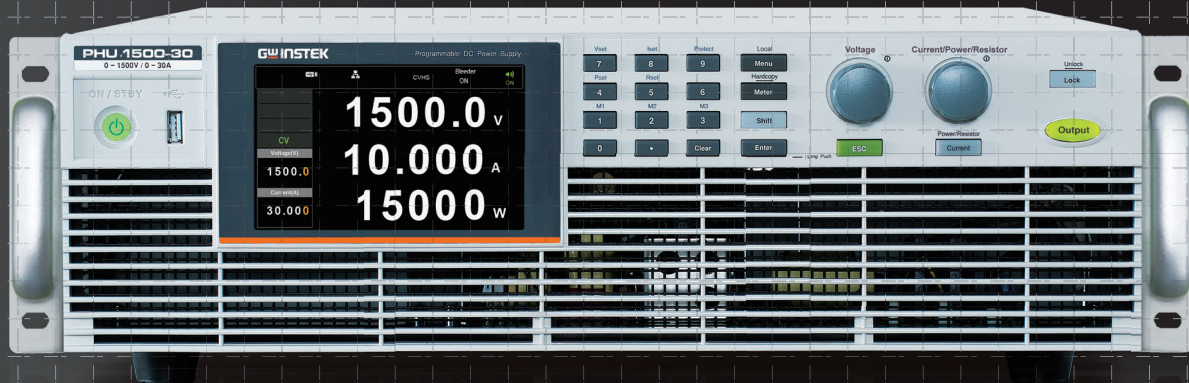 PHU 1500-30
0 – 1500V / 0 – 30A
ON / STBY
GWINSTEK
Programmable DC Power Supply
CVHS
Bleeder
ON
ON
1500.0 V
CV
Voltage(V)
1500.0
10.000 A
Current(A)
30.000
15000 W
Vset Iset Protect Local
7 8 9 Menu
Pset Rset Hardcopy
4 5 6 Meter
M1 M2 M3
1 2 3 Shift
0 • Clear Enter
: Long Push
Voltage
Current/Power/Resistor
ESC
Power/Resistor
Current
Unlock
Lock
Output